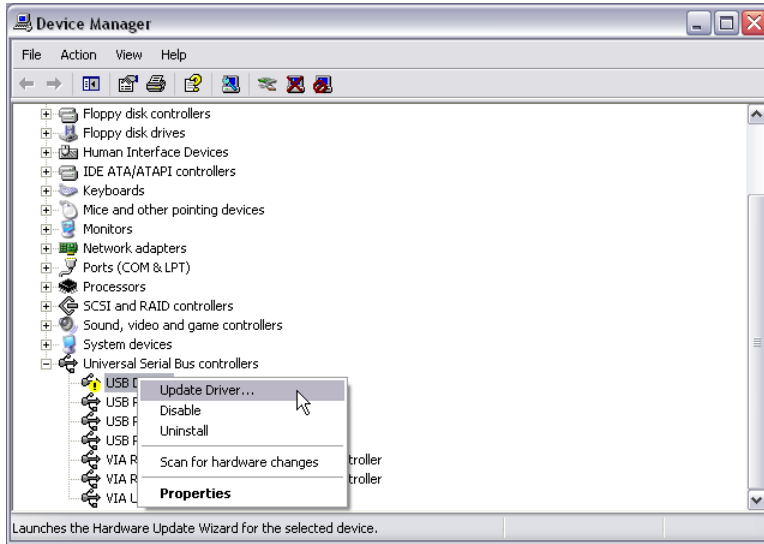 Device Manager
File Action View Help
Floppy disk controllers
Floppy disk drives
Human Interface Devices
IDE ATA/ATAPI controllers
Keyboards
Mice and other pointing devices
Monitors
Network adapters
Ports (COM & LPT)
Processors
SCSI and RAID controllers
Sound, video and game controllers
System devices
Universal Serial Bus controllers
USB
Update Driver...
USB
Disable
USB
Uninstall
USB
VIA
Scan for hardware changes
troller
VIA
troller
Properties
VIA
Launches the Hardware Update Wizard for the selected device.